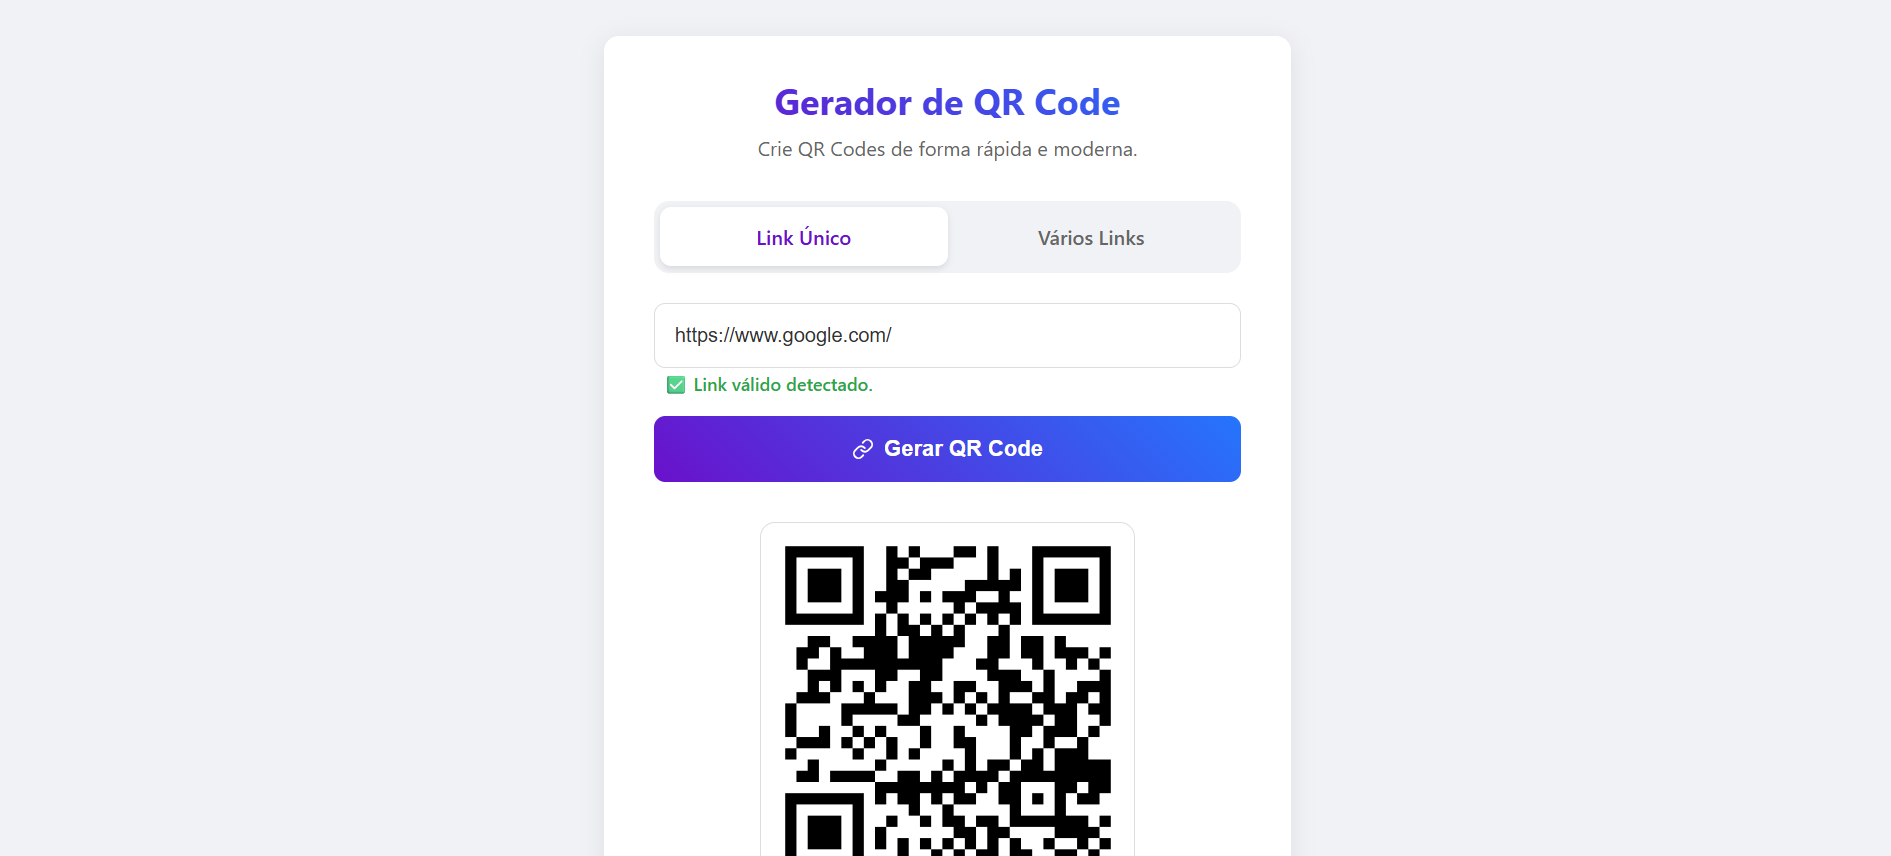 Gerador de QR Code
Crie QR Codes de forma rápida e moderna.
Link Único
Vários Links
https://www.google.com/
Link válido detectado.
Gerar QR Code